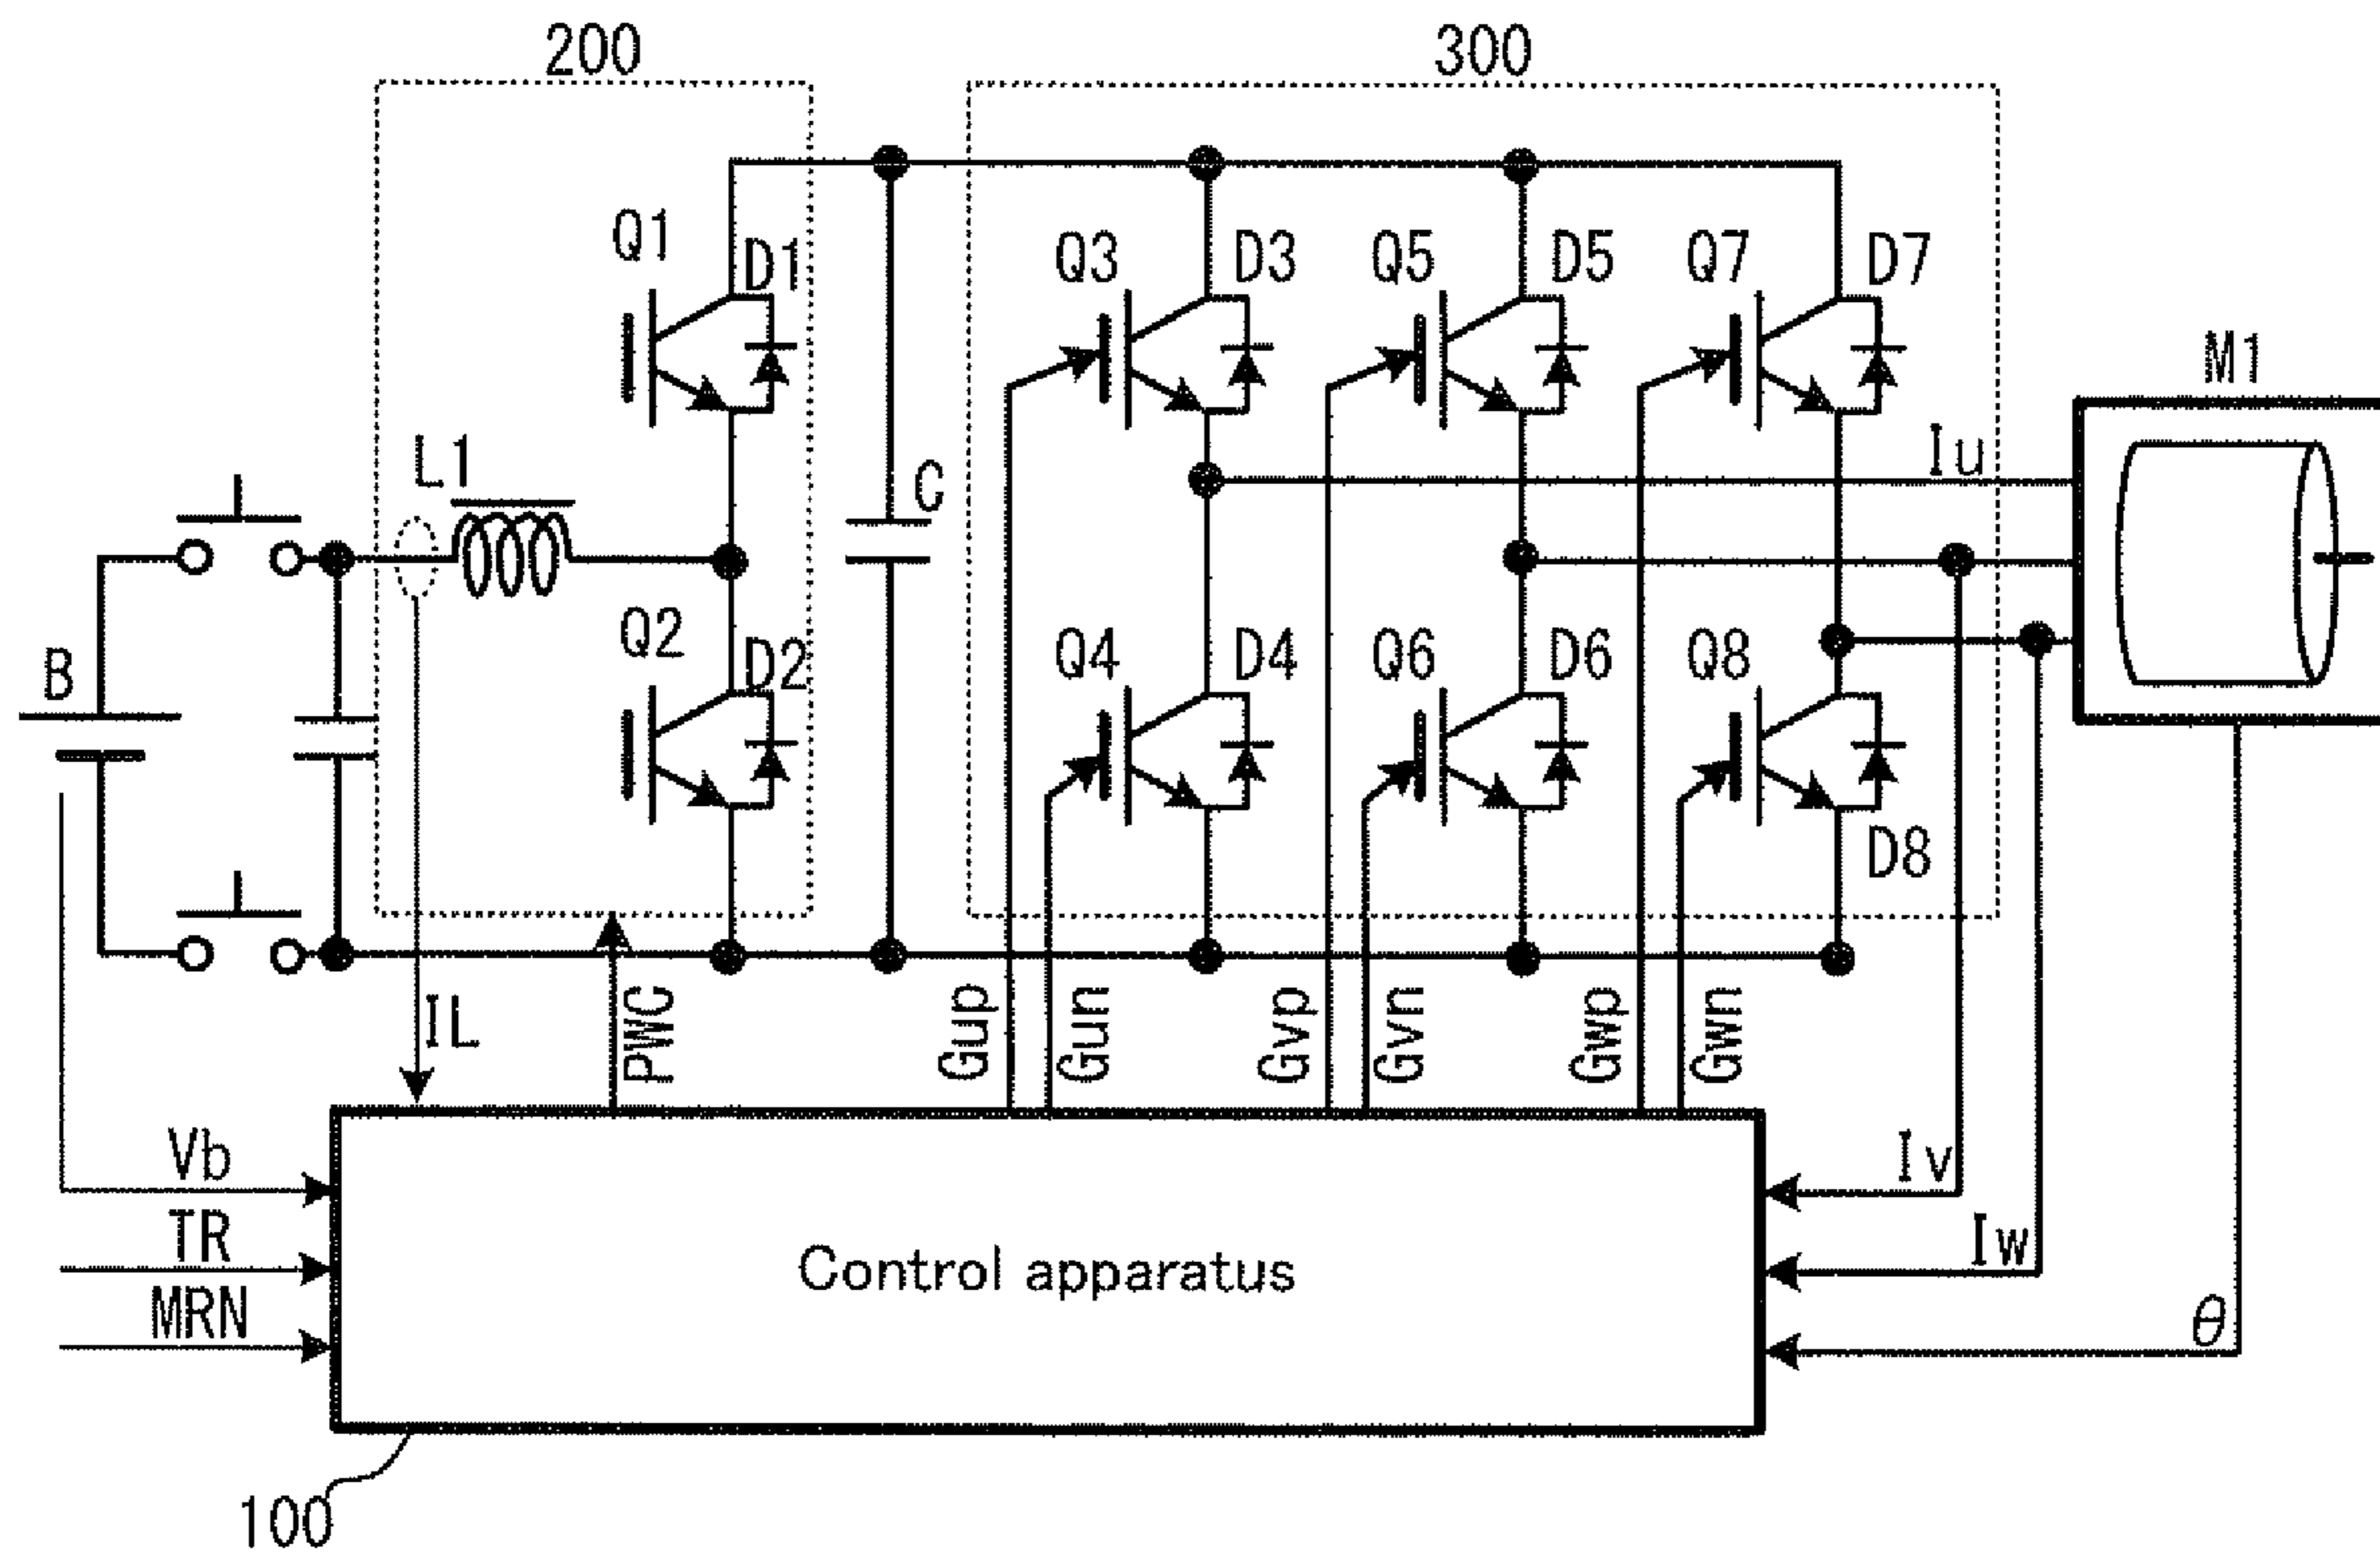 200
300
Q1
D1
Q3
D3
Q5
D5
Q7
D7
M1
L1
C
Iu
B
Q2
D2
Q4
D4
Q6
D6
Q8
D8
IL
PWC
Gup
Gun
Gvp
Gvn
Gwp
Gwn
Vb
Iv
TR
Iw
MRN
Control apparatus
θ
100